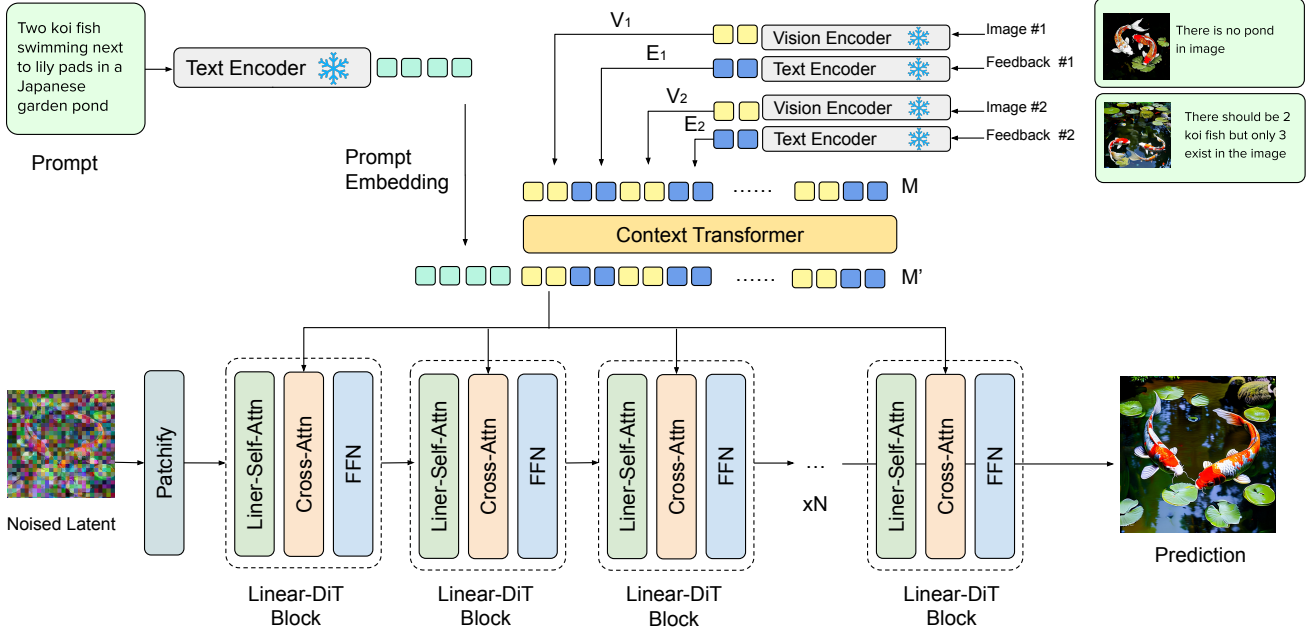 Two koi fish
swimming next
to lily pads in a
Japanese
garden pond
Prompt
Text Encoder
Prompt
Embedding
V1
E1
V2
E2
Vision Encoder
Image #1
Text Encoder
Feedback #1
Vision Encoder
Image #2
Text Encoder
Feedback #2
There is no pond
in image
There should be 2
koi fish but only 3
exist in the image
...... M
Context Transformer
...... M'
Noised Latent
Patchify
Liner-Self-Attn
Cross-Attn
FFN
Linear-DiT
Block
Liner-Self-Attn
Cross-Attn
FFN
Linear-DiT
Block
Liner-Self-Attn
Cross-Attn
FFN
Linear-DiT
Block
...
xN
Liner-Self-Attn
Cross-Attn
FFN
Linear-DiT
Block
Prediction